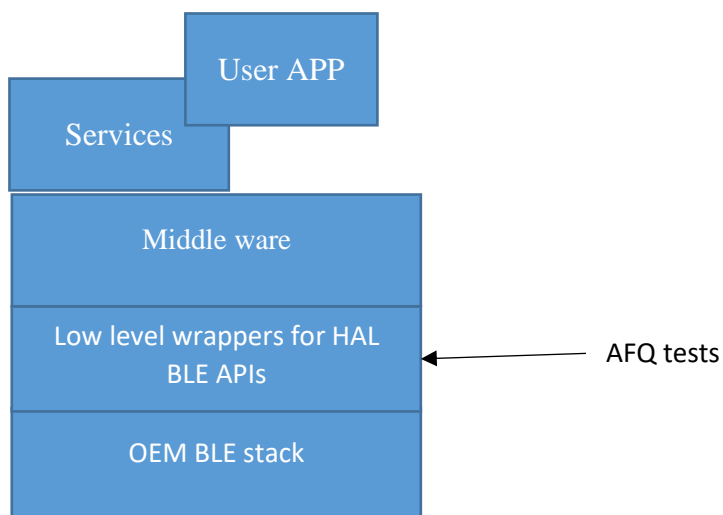 User APP
Services
Middle ware
Low level wrappers for HAL
BLE APIs
AFQ tests
OEM BLE stack